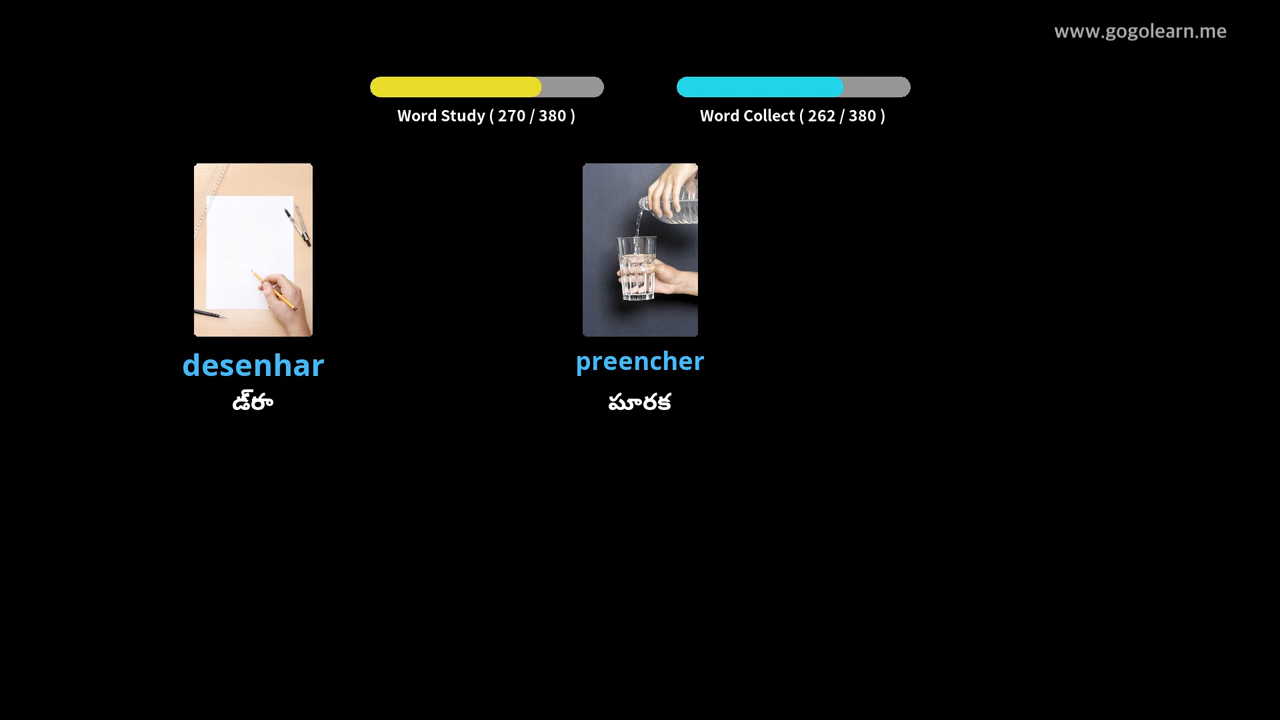 www.gogolearn.me
Word Study ( 270 / 380 )
Word Collect ( 262 / 380 )
desenhar
preencher
డ్రా
పూరక